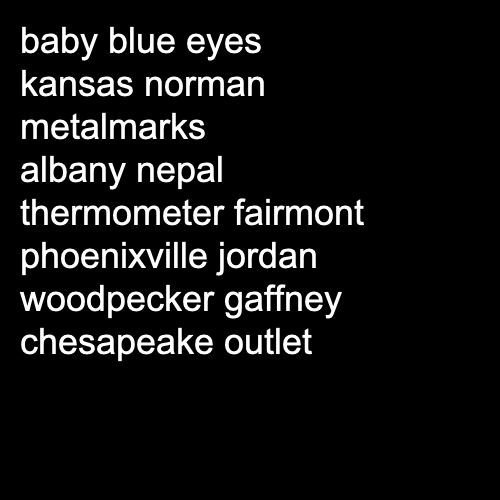 baby blue eyes
kansas norman
metalmarks
albany nepal
thermometer fairmont
phoenixville jordan
woodpecker gaffney
chesapeake outlet